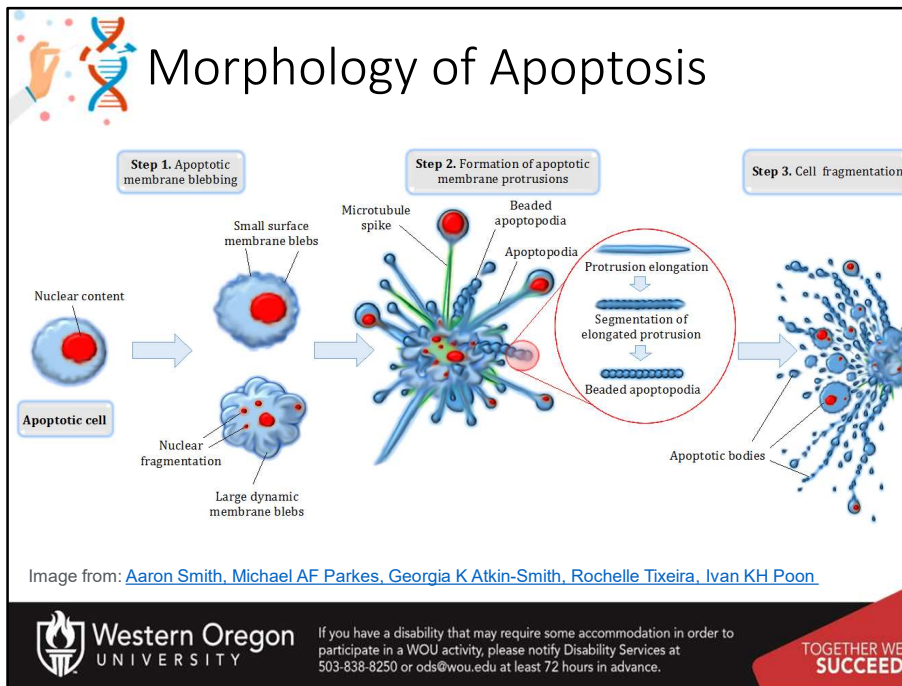 Morphology of Apoptosis
Step 1. Apoptotic
membrane blebbing
Step 2. Formation of apoptotic
membrane protrusions
Step 3. Cell fragmentation
Small surface
membrane blebs
Nuclear content
Apoptotic cell
Nuclear
fragmentation
Large dynamic
membrane blebs
Microtubule
spike
Beaded
apoptopodia
Apoptopodia
Protrusion elongation
Segmentation of
elongated protrusion
Beaded apoptopodia
Apoptotic bodies
Image from: Aaron Smith, Michael AF Parkes, Georgia K Atkin-Smith, Rochelle Tixeira, Ivan KH Poon
Western Oregon
UNIVERSITY
If you have a disability that may require some accommodation in order to
participate in a WOU activity, please notify Disability Services at
503-838-8250 or ods@wou.edu at least 72 hours in advance.
TOGETHER WE
SUCCEED